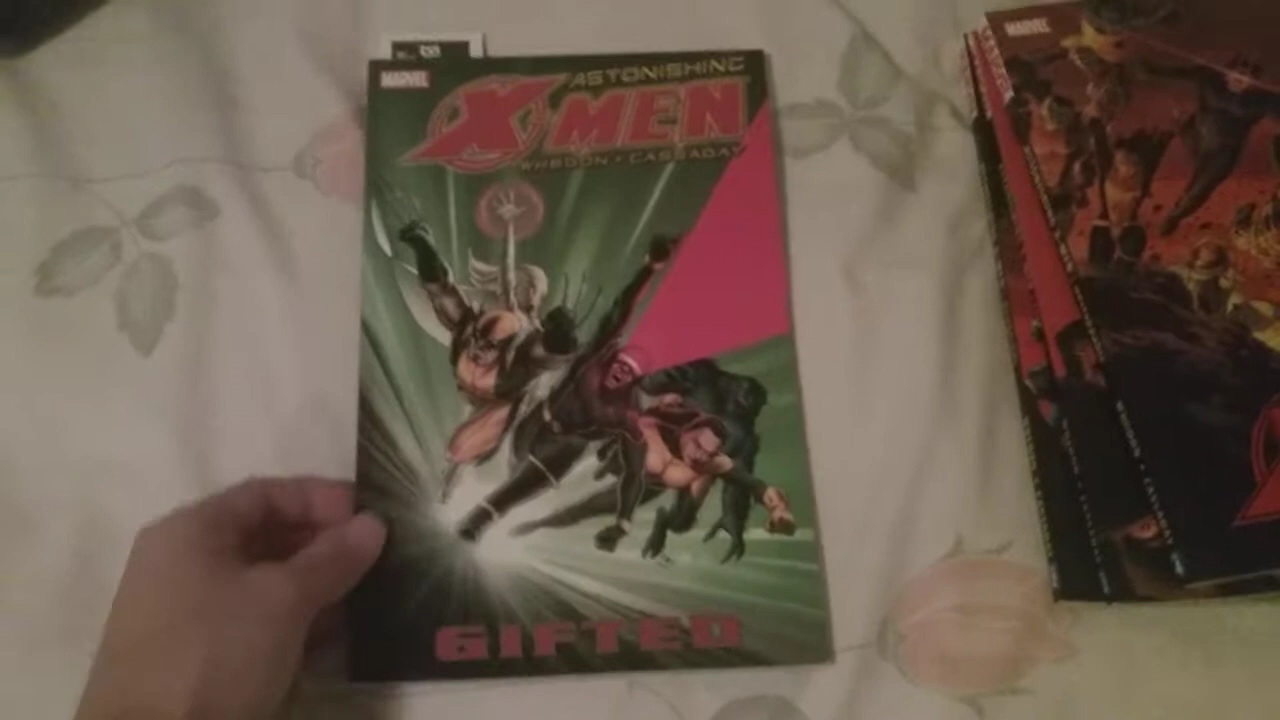 MARVEL
ASTONISHING
X-MEN
WHEDON • CASSADAY
GIFTED
MARVEL